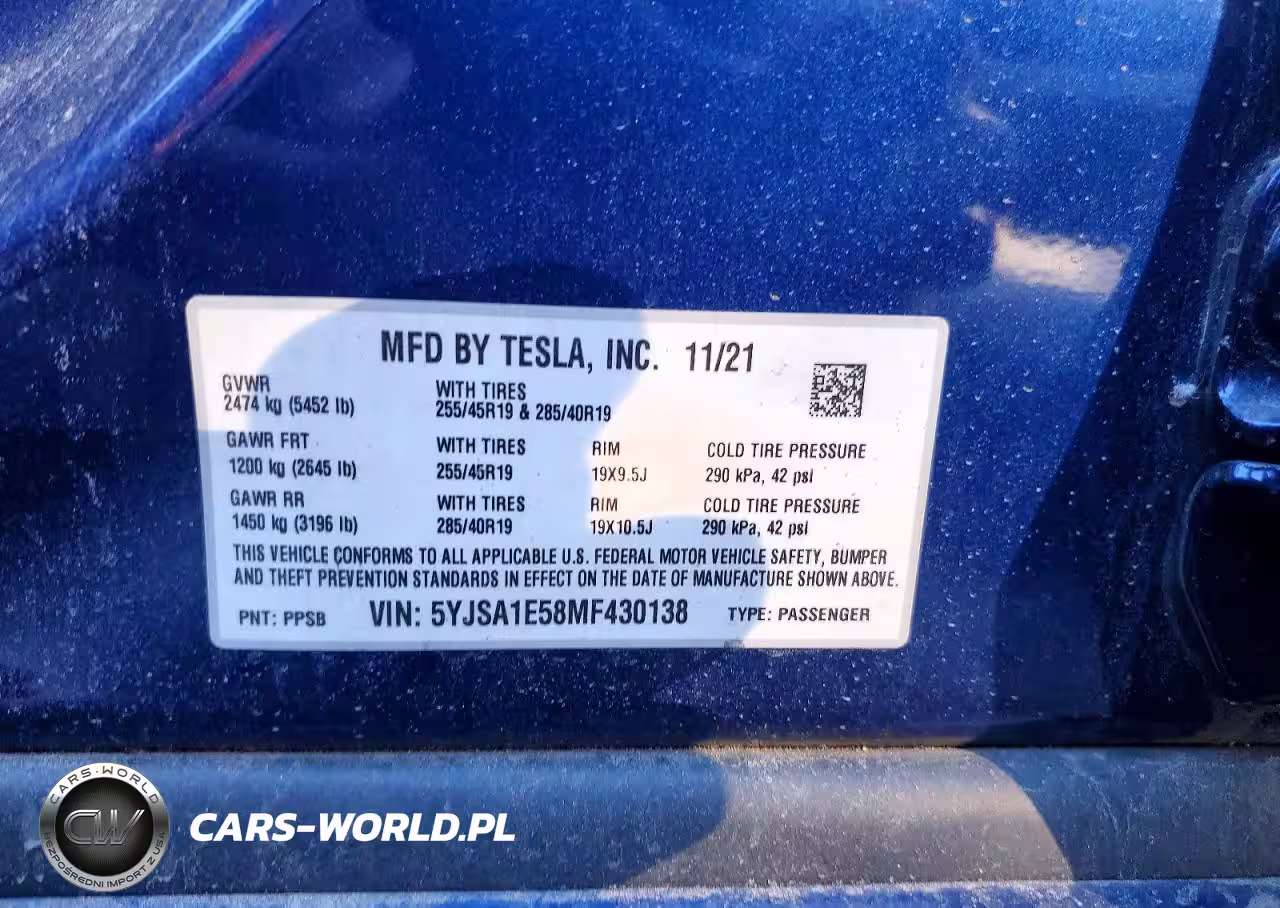 MFD BY TESLA, INC. 11/21
GVWR
2474 kg (5452 lb)
WITH TIRES
255/45R19 & 285/40R19
GAWR FRT WITH TIRES RIM COLD TIRE PRESSURE
1200 kg (2645 lb) 255/45R19 19X9.5J 290 kPa, 42 psi
GAWR RR WITH TIRES RIM COLD TIRE PRESSURE
1450 kg (3196 lb) 285/40R19 19X10.5J 290 kPa, 42 psi
THIS VEHICLE CONFORMS TO ALL APPLICABLE U.S. FEDERAL MOTOR VEHICLE SAFETY, BUMPER
AND THEFT PREVENTION STANDARDS IN EFFECT ON THE DATE OF MANUFACTURE SHOWN ABOVE.
PNT: PPSB VIN: 5YJSA1E58MF430138 TYPE: PASSENGER
CARS-WORLD
CW
BEZPOŚREDNI IMPORT Z USA
CARS-WORLD.PL